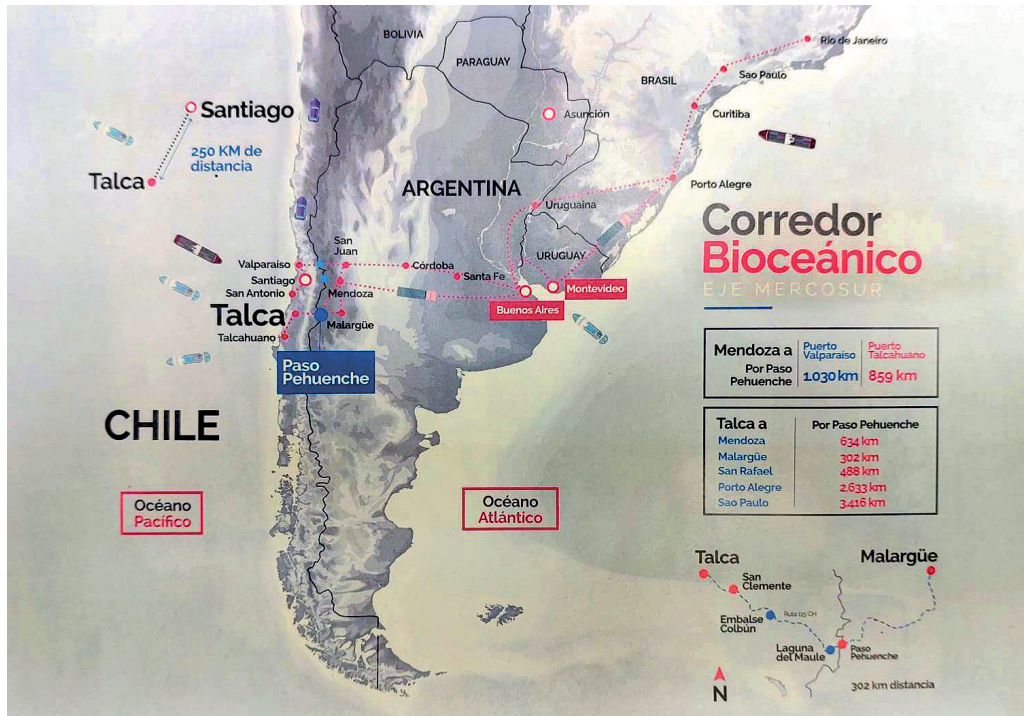 BOLIVIA
PARAGUAY
BRASIL
Rio de Janeiro
Sao Paulo
Curitiba
Asunción
Santiago
250 KM de
distancia
Talca
ARGENTINA
Porto Alegre
Uruguaina
URUGUAY
Corredor
Bioceánico
EJE MERCOSUR
San
Juan
Valparaíso
Córdoba
Santiago
Santa Fe
San Antonio
Mendoza
Montevideo
Buenos Aires
Talca
Malargüe
Talcahuano
Paso
Pehuenche
Mendoza a
Por Paso
Pehuenche
Puerto
Valparaíso
1.030 km
Puerto
Talcahuano
859 km
CHILE
Talca a Por Paso Pehuenche
Mendoza 634 km
Malargüe 302 km
San Rafael 488 km
Porto Alegre 2.633 km
Sao Paulo 3.416 km
Océano
Pacífico
Océano
Atlántico
Talca
Malargüe
San
Clemente
Embalse
Colbún
Ruta 115 CH
Laguna
del Maule
Paso
Pehuenche
N
302 km distancia